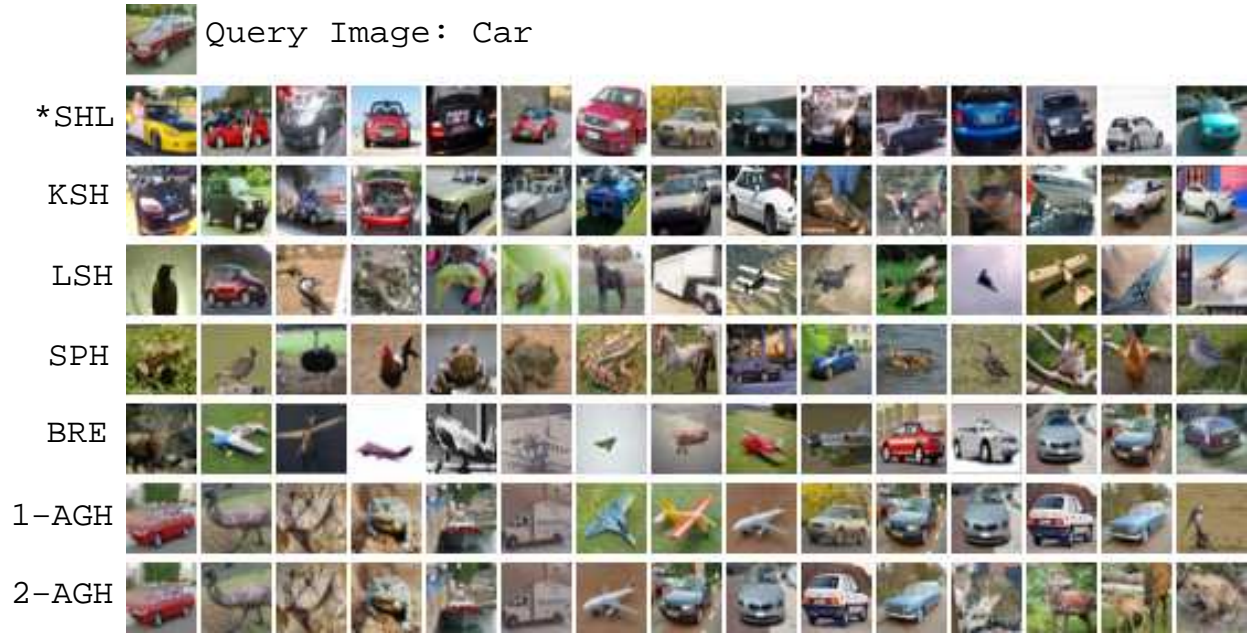 Query Image: Car
*SHL
KSH
LSH
SPH
BRE
1-AGH
2-AGH